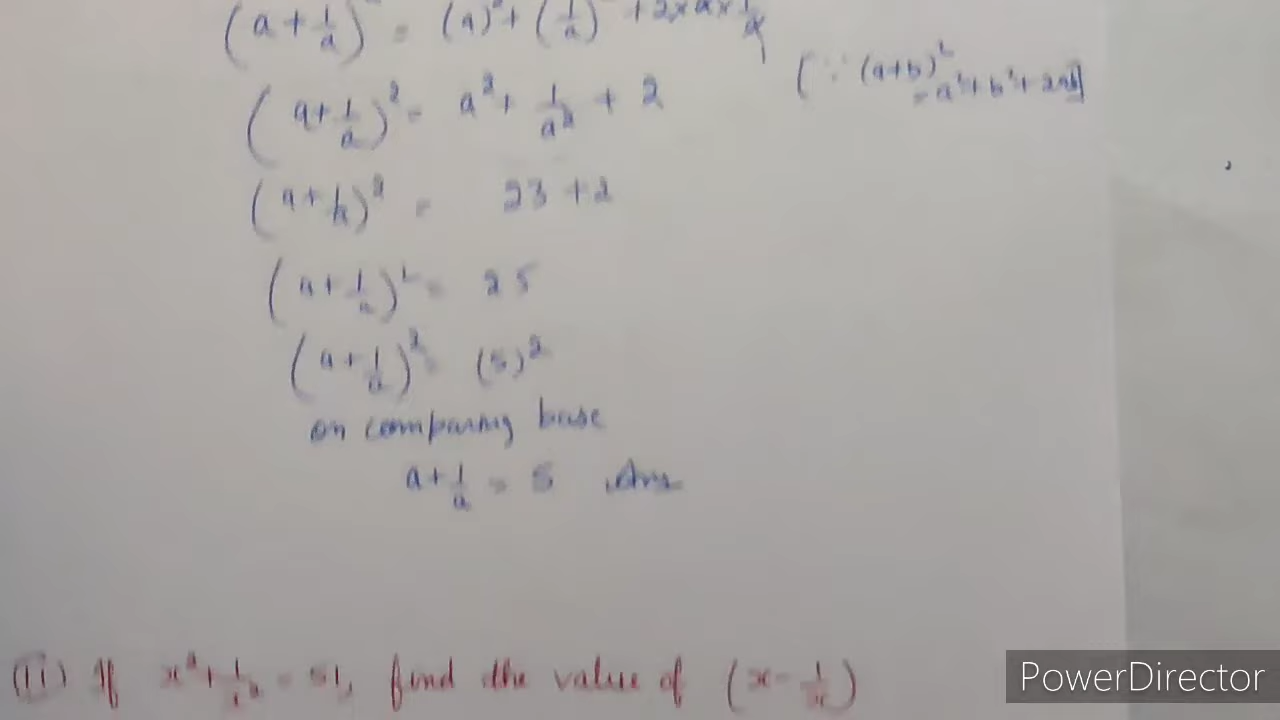 (a + 1/a)² = (a)² + (1/a)² + 2 × a × 1/a
[∵ (a+b)²
= a² + b² + 2ab]
(a + 1/a)² = a² + 1/a² + 2
(a + 1/a)² = 23 + 2
(a + 1/a)² = 25
(a + 1/a)² = (5)²
on comparing base
a + 1/a = 5 Ans
(ii) If x² + 1/x² = 51, find the value of (x - 1/x)
PowerDirector